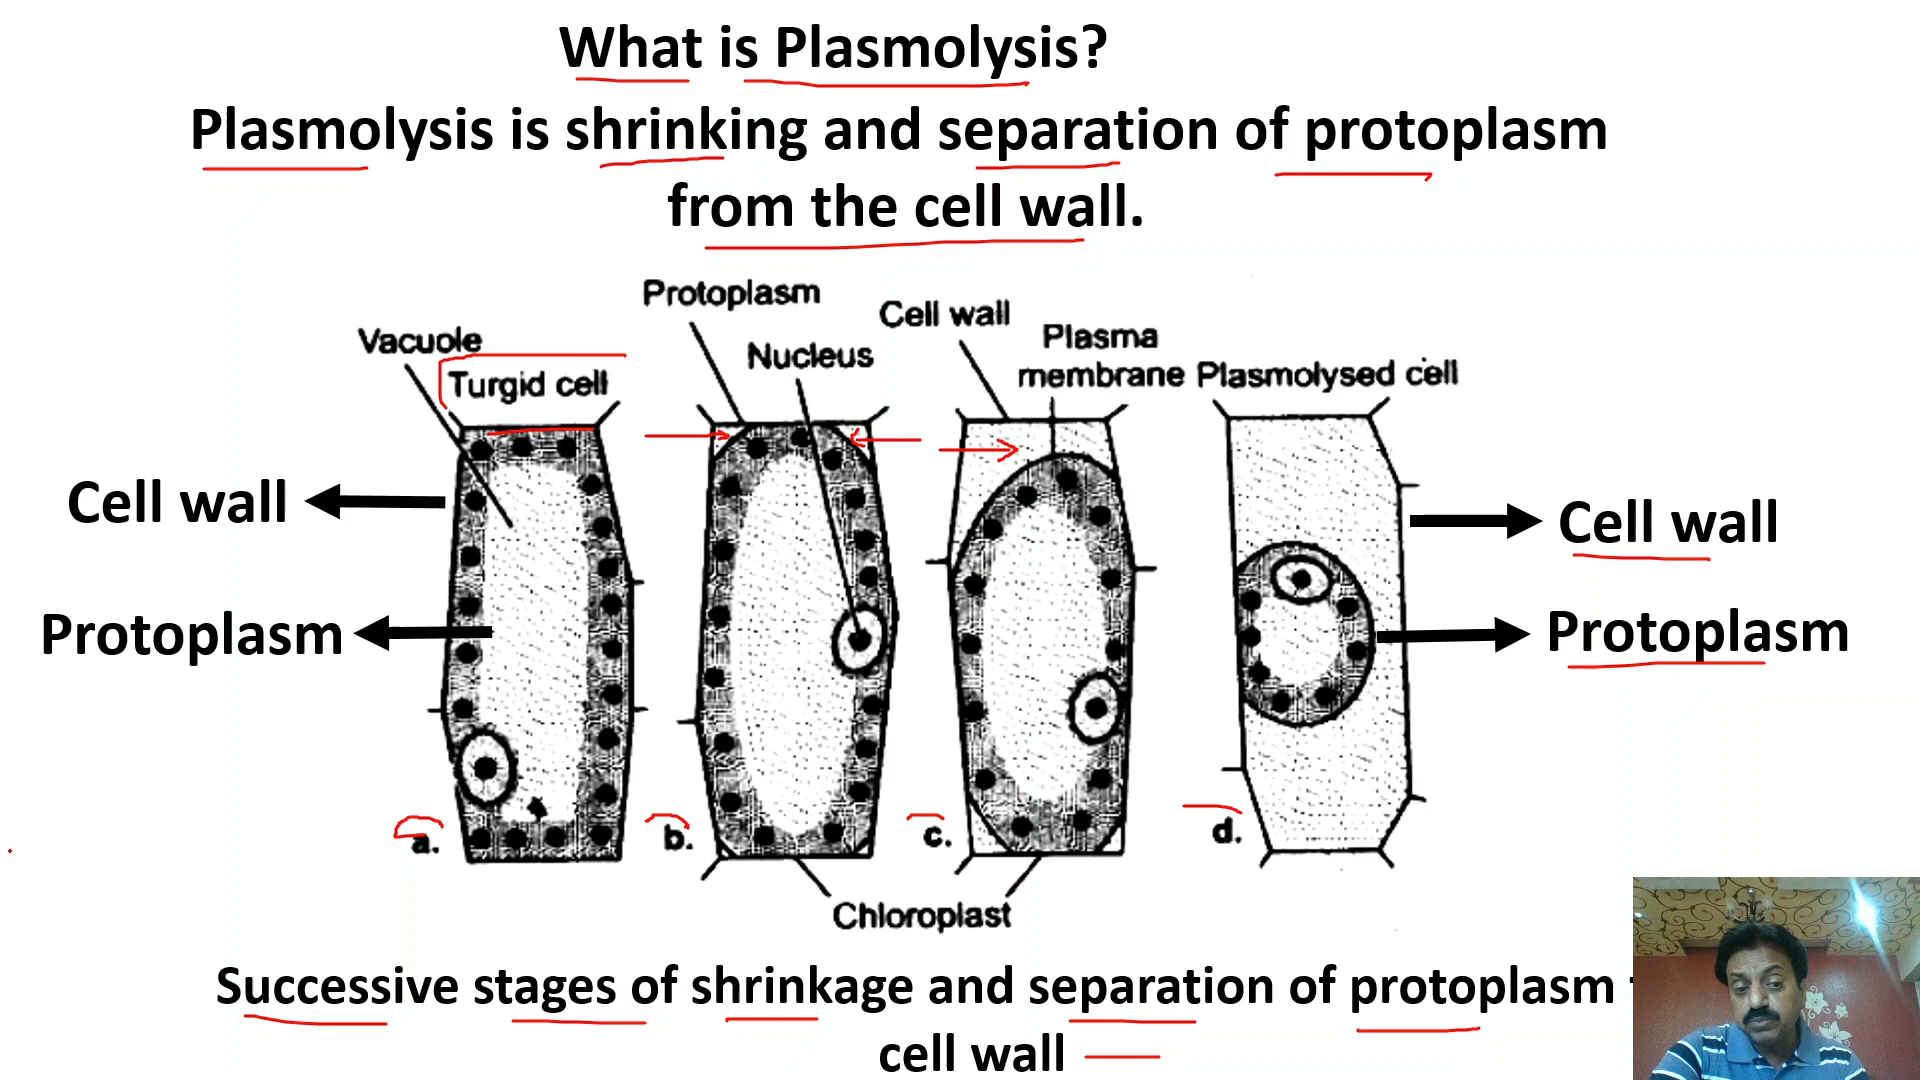 What is Plasmolysis?
Plasmolysis is shrinking and separation of protoplasm
from the cell wall.
Protoplasm
Cell wall
Vacuole
Nucleus
Plasma
membrane
Turgid cell
Plasmolysed cell
Cell wall
Cell wall
Protoplasm
Protoplasm
a.
b.
c.
d.
Chloroplast
Successive stages of shrinkage and separation of protoplasm
cell wall